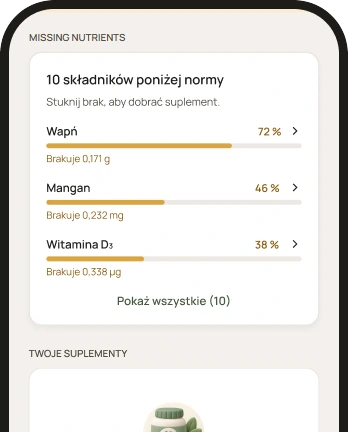 MISSING NUTRIENTS
10 składników poniżej normy
Stuknij brak, aby dobrać suplement.
Wapń 72 %
Brakuje 0,171 g
Mangan 46 %
Brakuje 0,232 mg
Witamina D₃ 38 %
Brakuje 0,338 µg
Pokaż wszystkie (10)
TWOJE SUPLEMENTY